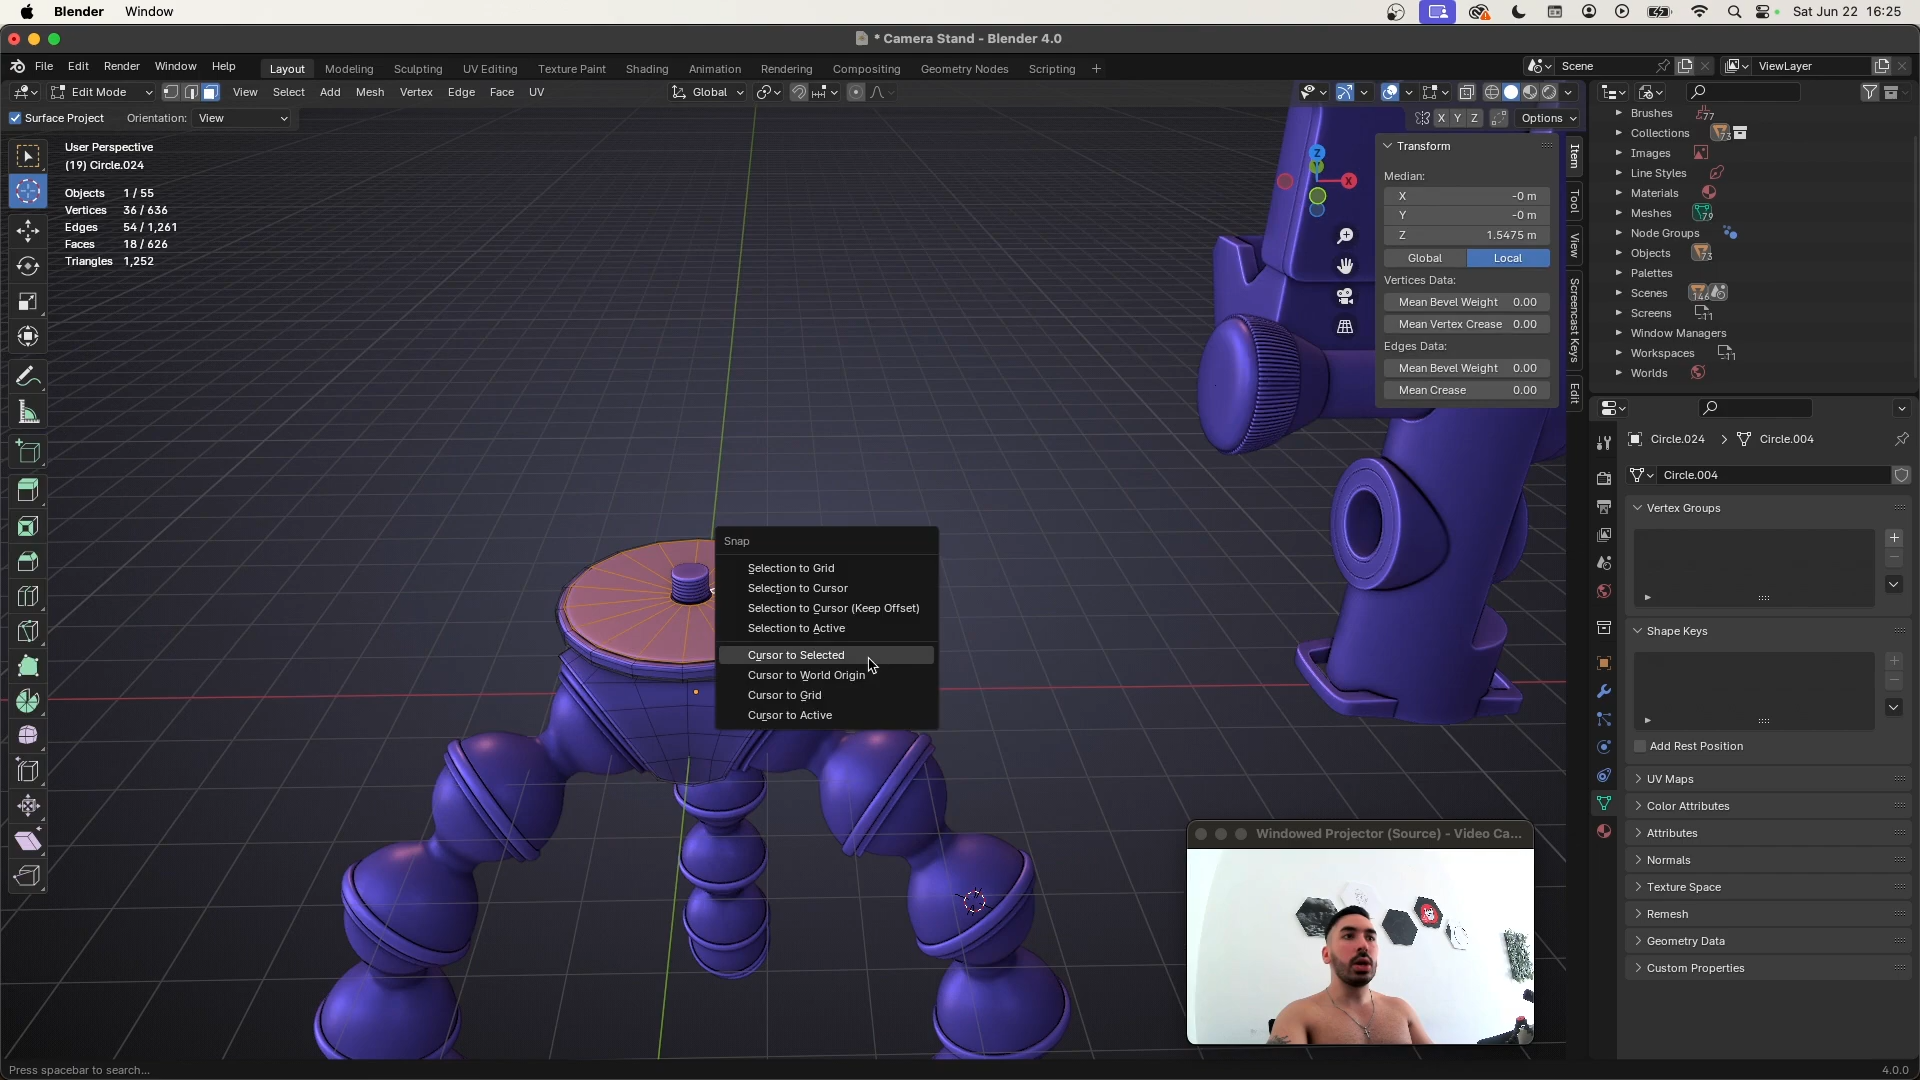 Blender Window Sat Jun 22 16:25
* Camera Stand - Blender 4.0
File Edit Render Window Help Layout Modeling Sculpting UV Editing Texture Paint Shading Animation Rendering Compositing Geometry Nodes Scripting + Scene ViewLayer
Edit Mode View Select Add Mesh Vertex Edge Face UV Global
Surface Project Orientation: View X Y Z Options
User Perspective
(19) Circle.024
Objects 1 / 55
Vertices 36 / 636
Edges 54 / 1,261
Faces 18 / 626
Triangles 1,252
Z
X
Transform
Median:
X -0 m
Y -0 m
Z 1.5475 m
Global Local
Vertices Data:
Mean Bevel Weight 0.00
Mean Vertex Crease 0.00
Edges Data:
Mean Bevel Weight 0.00
Mean Crease 0.00
Item
Tool
View
Screencast Keys
Edit
Snap
Selection to Grid
Selection to Cursor
Selection to Cursor (Keep Offset)
Selection to Active
Cursor to Selected
Cursor to World Origin
Cursor to Grid
Cursor to Active
Brushes 77
Collections 73
Images
Line Styles
Materials
Meshes 79
Node Groups
Objects 73
Palettes
Scenes 146
Screens 11
Window Managers
Workspaces 11
Worlds
Circle.024 > Circle.004
Circle.004
Vertex Groups
Shape Keys
Add Rest Position
UV Maps
Color Attributes
Attributes
Normals
Texture Space
Remesh
Geometry Data
Custom Properties
Windowed Projector (Source) - Video Ca...
Press spacebar to search...
4.0.0